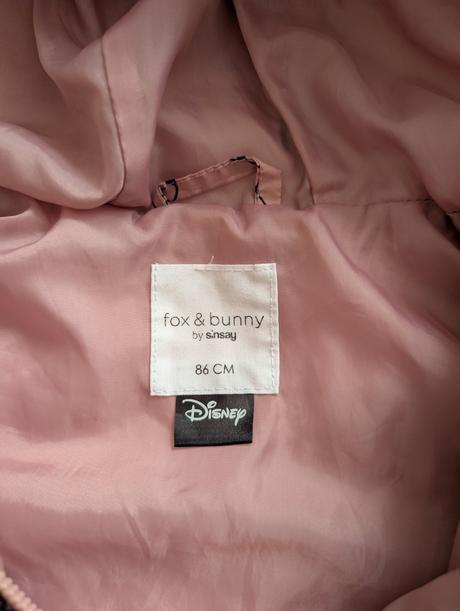 fox & bunny
by sinsay
86 CM
Disney